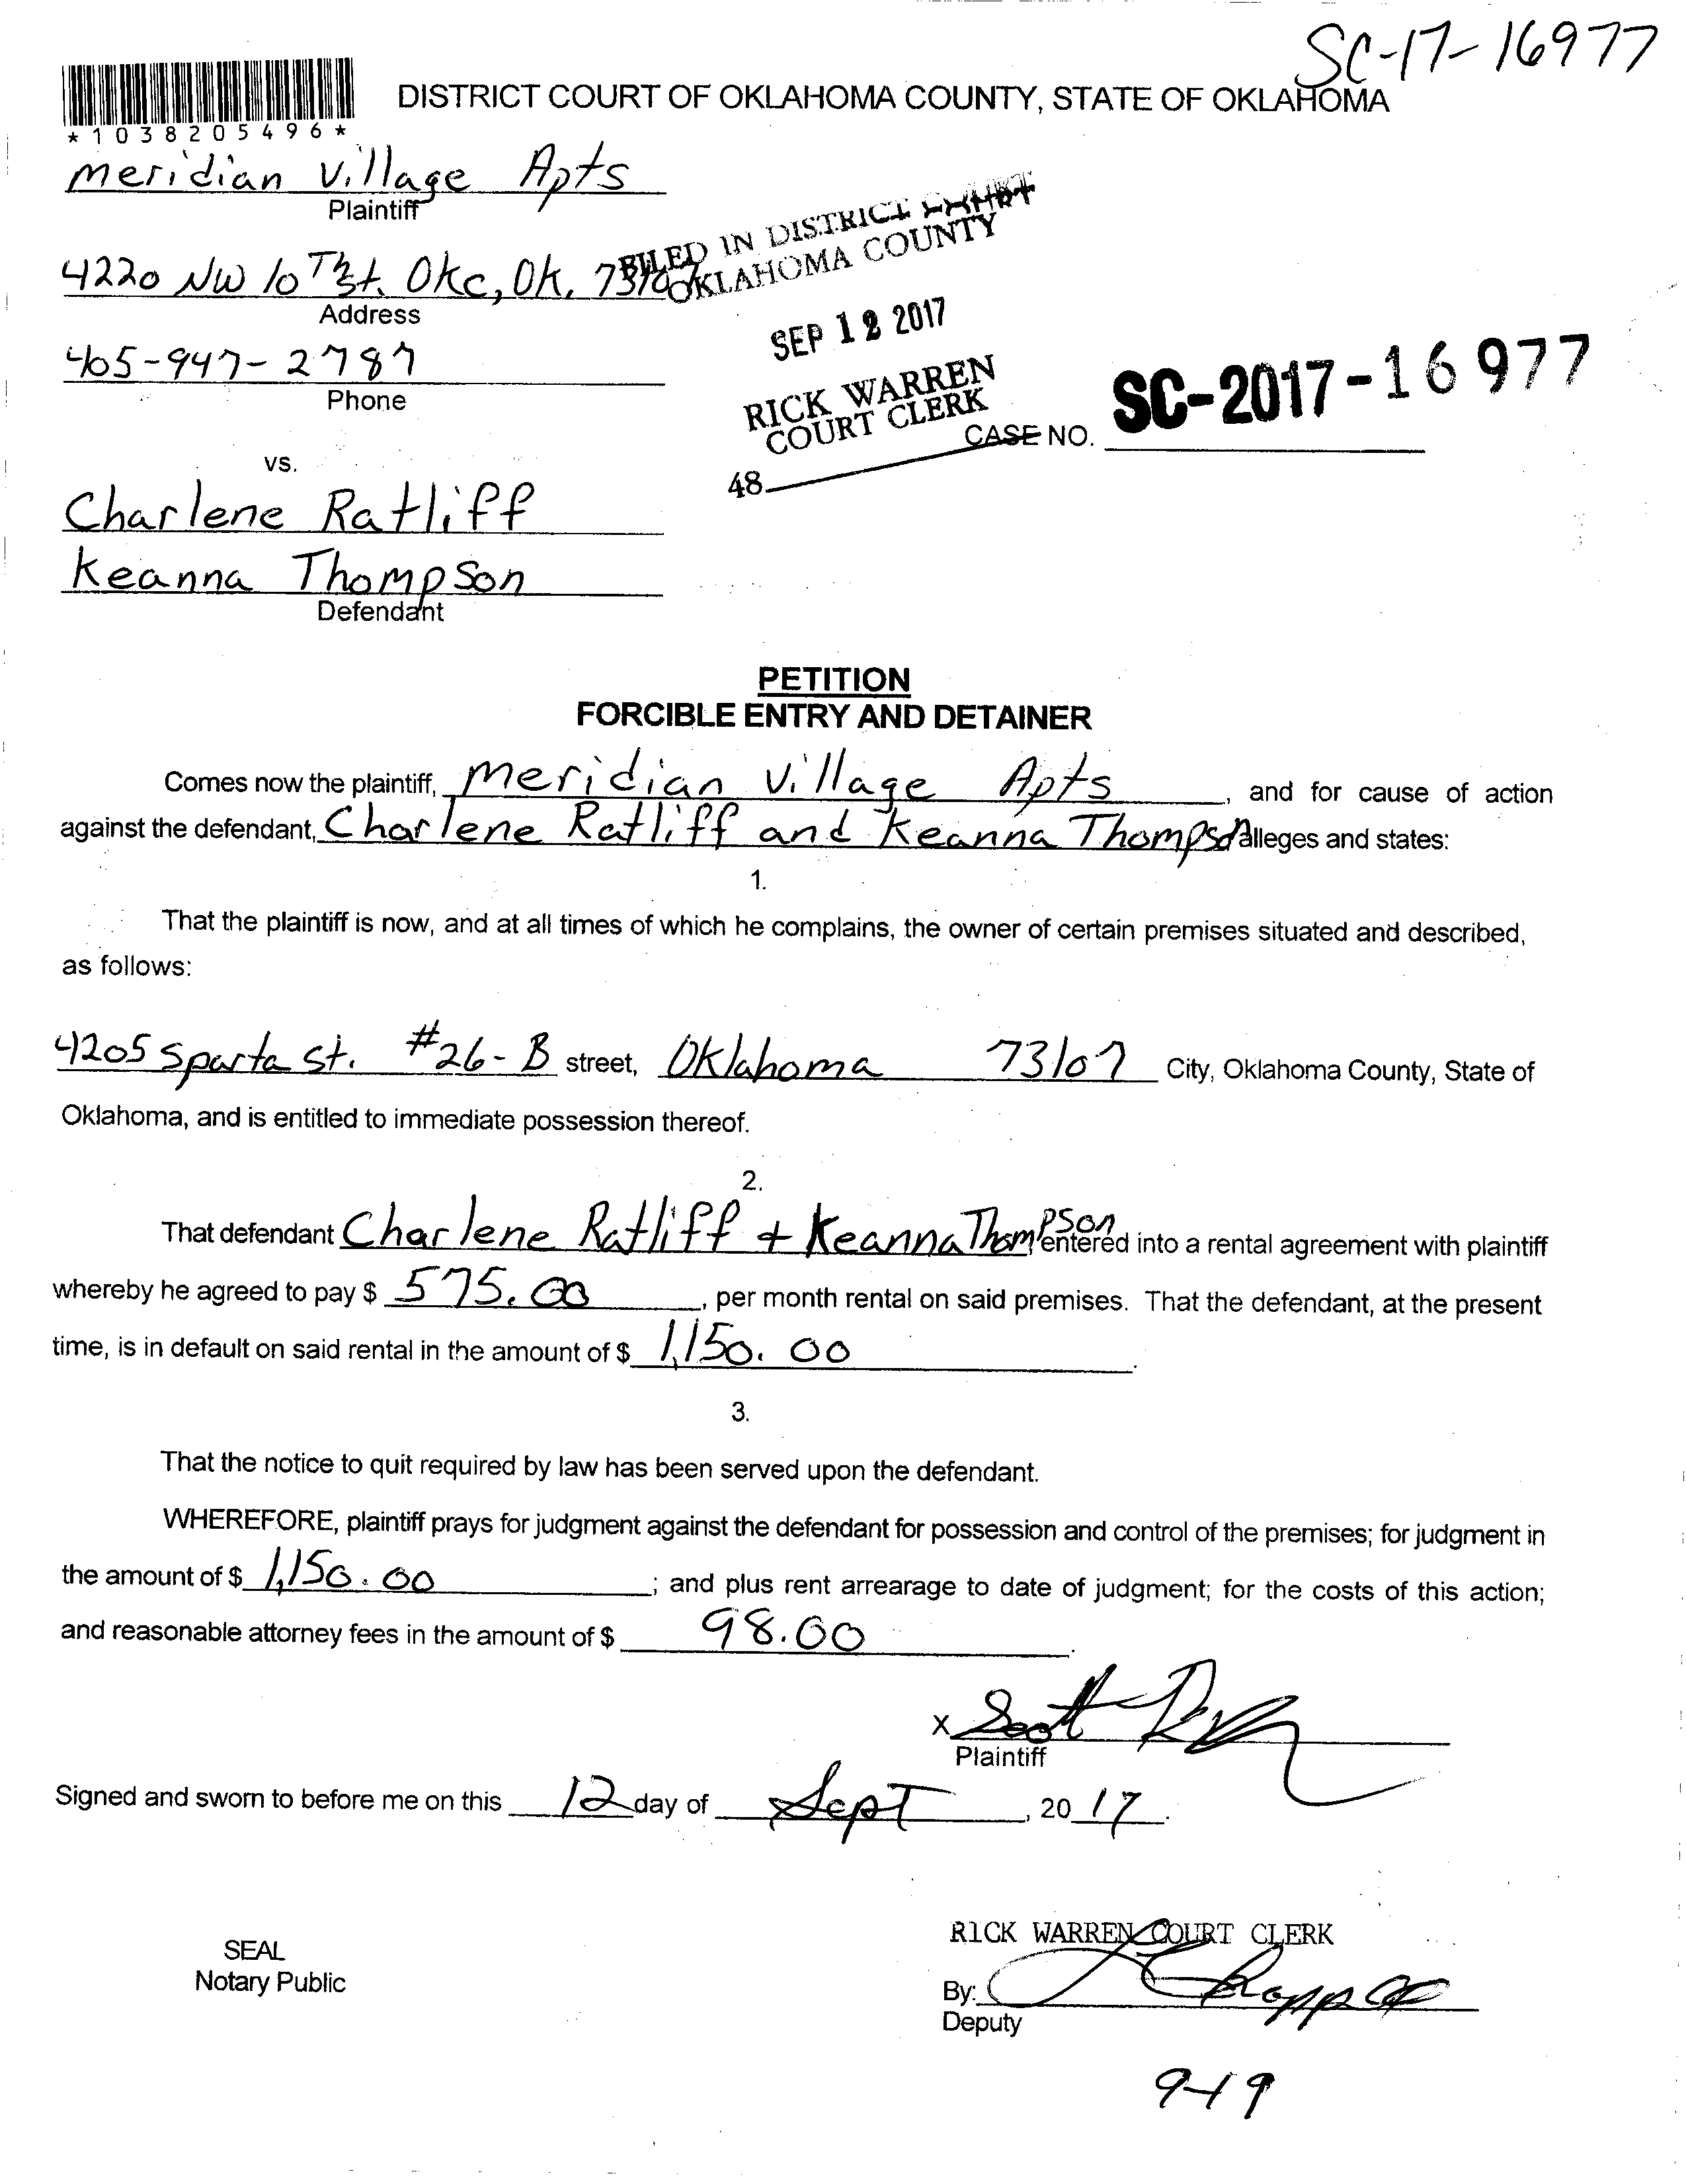 SC-17-16977
DISTRICT COURT OF OKLAHOMA COUNTY, STATE OF OKLAHOMA
*1038205496*
Meridian Village Apts
Plaintiff
FILED IN DISTRICT COURT
OKLAHOMA COUNTY
4220 NW 10 Th St. Okc, Ok. 73107
Address
SEP 12 2017
405-947-2787
Phone
RICK WARREN
COURT CLERK
SC-2017-16977
CASE NO.
48
vs.
Charlene Ratliff
Keanna Thompson
Defendant
PETITION
FORCIBLE ENTRY AND DETAINER
Comes now the plaintiff, Meridian Village Apts, and for cause of action
against the defendant, Charlene Ratliff and Keanna Thompson alleges and states:
1.
That the plaintiff is now, and at all times of which he complains, the owner of certain premises situated and described,
as follows:
4205 Sparta St. #26-B street, Oklahoma 73107 City, Oklahoma County, State of
Oklahoma, and is entitled to immediate possession thereof.
2.
That defendant Charlene Ratliff + Keanna Thompson entered into a rental agreement with plaintiff
whereby he agreed to pay $ 575.00, per month rental on said premises. That the defendant, at the present
time, is in default on said rental in the amount of $ 1,150.00.
3.
That the notice to quit required by law has been served upon the defendant.
WHEREFORE, plaintiff prays for judgment against the defendant for possession and control of the premises; for judgment in
the amount of $ 1,150.00; and plus rent arrearage to date of judgment; for the costs of this action;
and reasonable attorney fees in the amount of $ 98.00.
X Scott
Plaintiff
Signed and sworn to before me on this 12 day of Sept, 20 17.
RICK WARREN COURT CLERK
SEAL
Notary Public
By:
Deputy
9-19